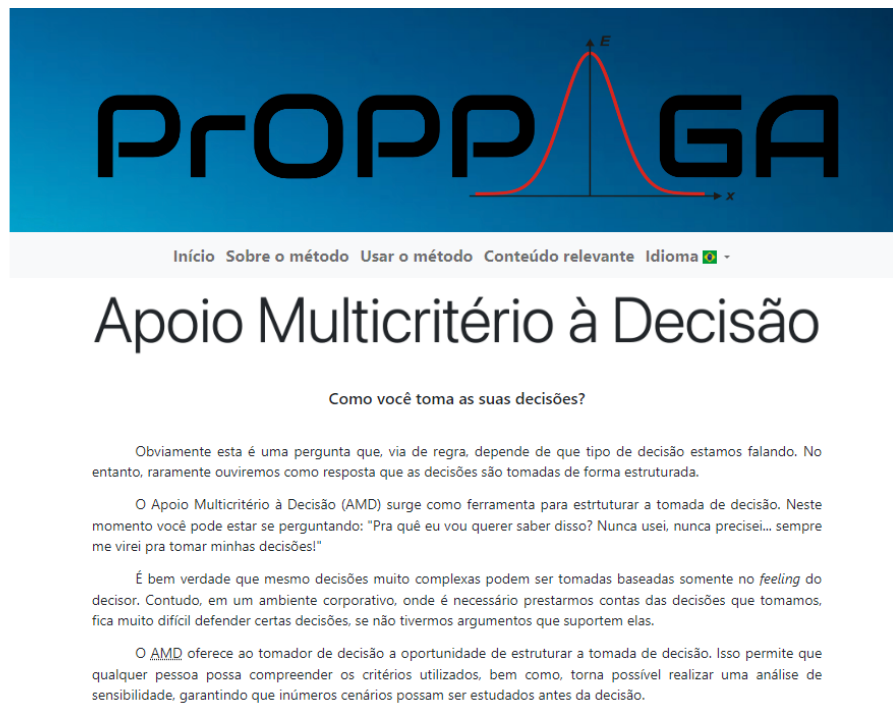 PrOPPAGA
E
x
Início Sobre o método Usar o método Conteúdo relevante Idioma
Apoio Multicritério à Decisão
Como você toma as suas decisões?
Obviamente esta é uma pergunta que, via de regra, depende de que tipo de decisão estamos falando. No
entanto, raramente ouviremos como resposta que as decisões são tomadas de forma estruturada.
O Apoio Multicritério à Decisão (AMD) surge como ferramenta para estrtuturar a tomada de decisão. Neste
momento você pode estar se perguntando: "Pra quê eu vou querer saber disso? Nunca usei, nunca precisei... sempre
me virei pra tomar minhas decisões!"
É bem verdade que mesmo decisões muito complexas podem ser tomadas baseadas somente no feeling do
decisor. Contudo, em um ambiente corporativo, onde é necessário prestarmos contas das decisões que tomamos,
fica muito difícil defender certas decisões, se não tivermos argumentos que suportem elas.
O AMD oferece ao tomador de decisão a oportunidade de estruturar a tomada de decisão. Isso permite que
qualquer pessoa possa compreender os critérios utilizados, bem como, torna possível realizar uma análise de
sensibilidade, garantindo que inúmeros cenários possam ser estudados antes da decisão.